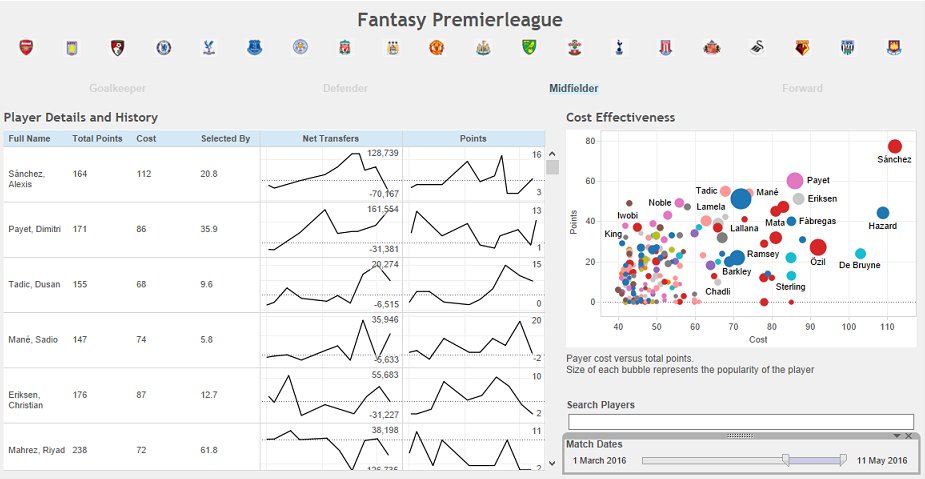 Fantasy Premierleague
Goalkeeper Defender Midfielder Forward
Player Details and History
Full Name Total Points Cost Selected By Net Transfers Points
Sánchez, Alexis 164 112 20.8 128,739 -70,167 16 3
Payet, Dimitri 171 86 35.9 161,554 -31,381 13 1
Tadic, Dusan 155 68 9.6 20,274 -6,515 15 0
Mané, Sadio 147 74 5.8 35,946 -5,633 20 -2
Eriksen, Christian 176 87 12.7 55,683 -31,227 10 2
Mahrez, Riyad 238 72 61.8 38,198 11 2
Cost Effectiveness
80
60
40
20
0
Points
40 50 60 70 80 90 100 110
Cost
Sánchez
Payet
Tadic
Mané
Eriksen
Noble
Lamela
Iwobi
Mata
Fàbregas
Hazard
Lallana
King
Ramsey
Özil
De Bruyne
Barkley
Sterling
Chadli
Payer cost versus total points.
Size of each bubble represents the popularity of the player
Search Players
Match Dates
1 March 2016 11 May 2016